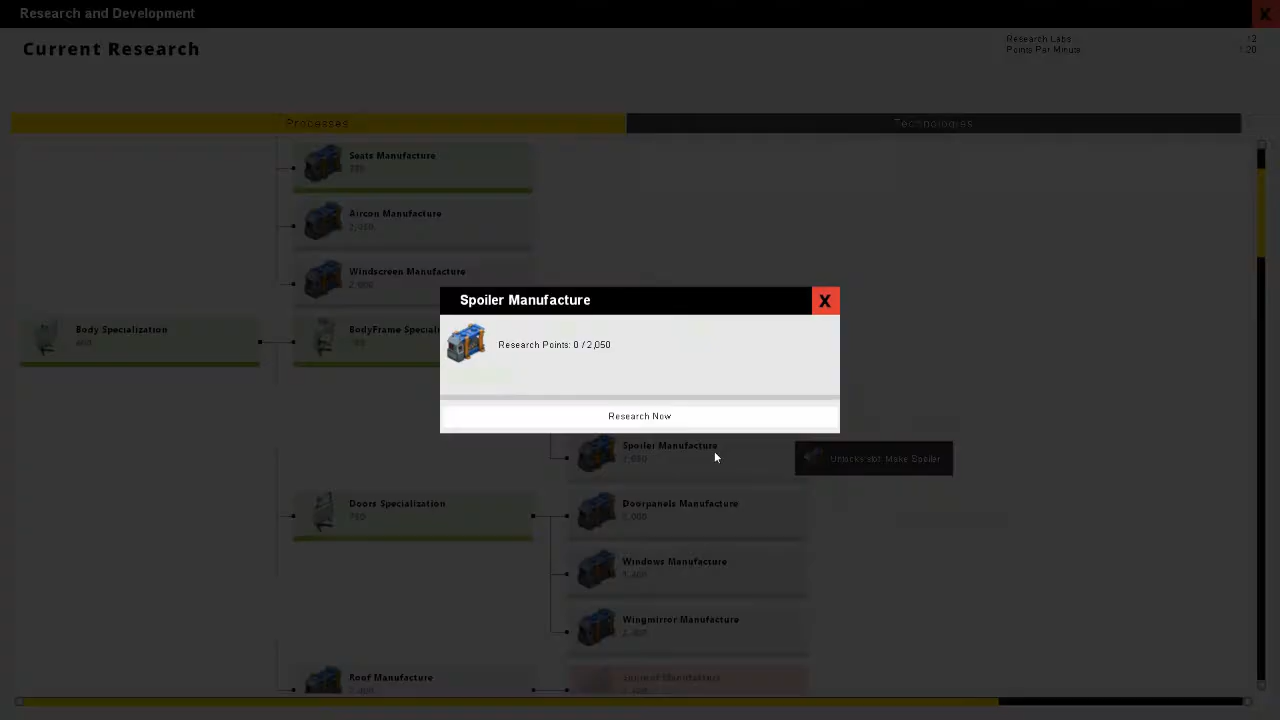 Research and Development
X
Current Research
Research Labs: 12
Points Per Minute
Processes
Technologies
Seats Manufacture
Aircon Manufacture
Windscreen Manufacture
Body Specialization
Spoiler Manufacture
X
Research Points: 0 / 2,050
Research Now
Spoiler Manufacture
Unlocks slot: Make Spoiler
Doors Specialization
Doorpanels Manufacture
Windows Manufacture
Wingmirror Manufacture
Roof Manufacture